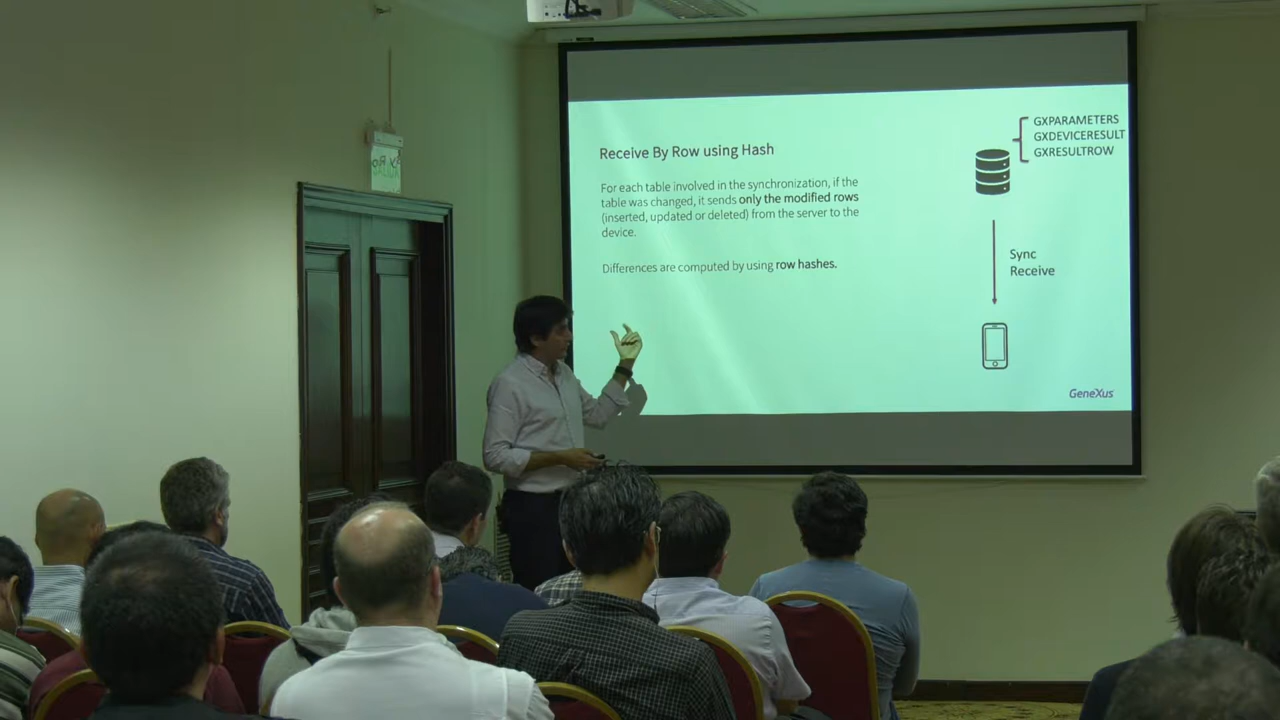 Receive By Row using Hash
For each table involved in the synchronization, if the
table was changed, it sends only the modified rows
(inserted, updated or deleted) from the server to the
device.
Differences are computed by using row hashes.
GXPARAMETERS
GXDEVICERESULT
GXRESULTROW
Sync
Receive
GeneXus